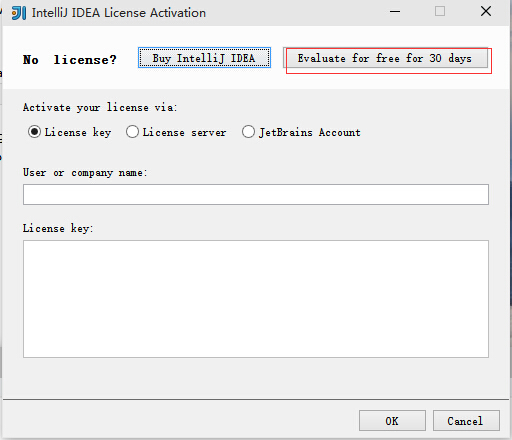 IntelliJ IDEA License Activation
No license? Buy IntelliJ IDEA Evaluate for free for 30 days
Activate your license via:
License key License server JetBrains Account
User or company name:
License key:
OK Cancel